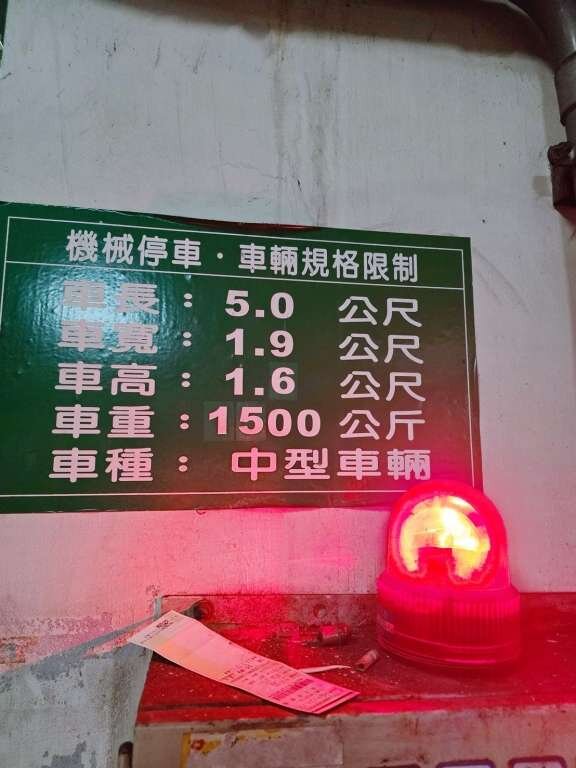 機械停車・車輛規格限制
車長：5.0 公尺
車寬：1.9 公尺
車高：1.6 公尺
車重：1500 公斤
車種：中型車輛